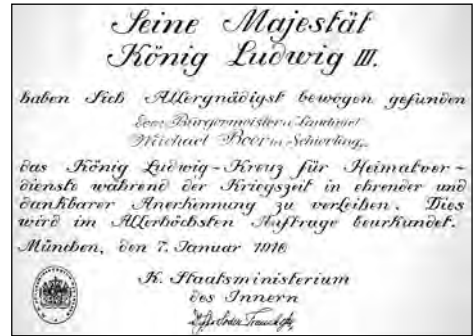 Seine Majestät
König Ludwig III.
haben Sich Allergnädigst bewogen gefunden
dem Bürgermeister u. Landwirt
Michael Beer in Schierling,
das König Ludwig-Kreuz für Heimatver-
dienste während der Kriegszeit in ehrender und
dankbarer Anerkennung zu verleihen. Dies
wird im Allerhöchsten Auftrage beurkundet.
München, den 7. Januar 1916
K. Staatsministerium
des Innern